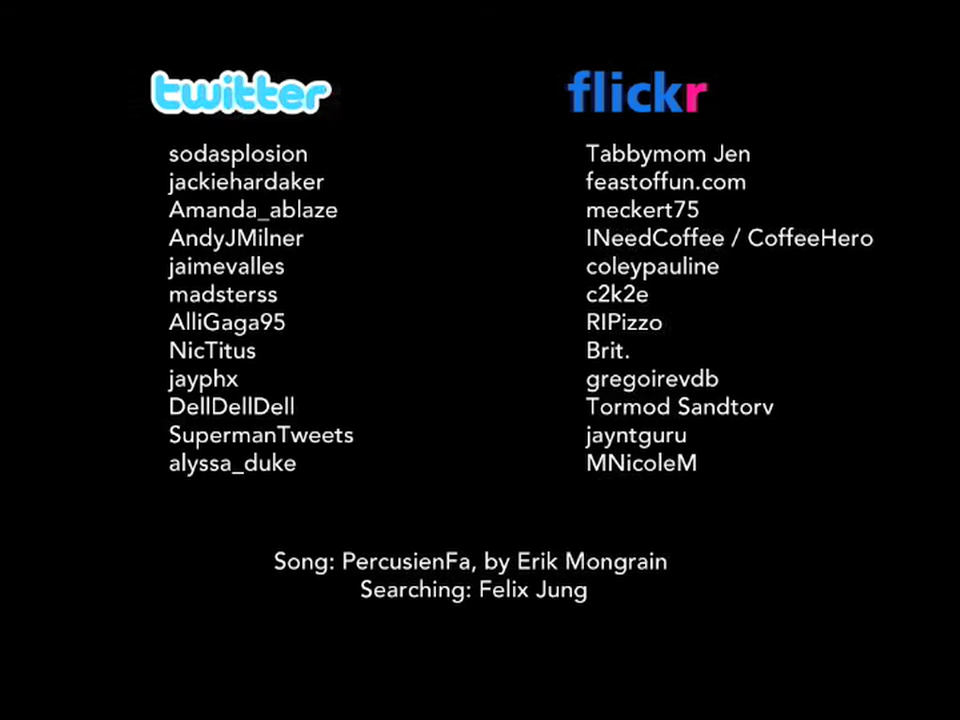 twitter
sodasplosion
jackiehardaker
Amanda_ablaze
AndyJMilner
jaimevalles
madsterss
AlliGaga95
NicTitus
jayphx
DellDellDell
SupermanTweets
alyssa_duke
flickr
Tabbymom Jen
feastoffun.com
meckert75
INeedCoffee / CoffeeHero
coleypauline
c2k2e
RIPizzo
Brit.
gregoirevdb
Tormod Sandtorv
jayntguru
MNicoleM
Song: PercusienFa, by Erik Mongrain
Searching: Felix Jung